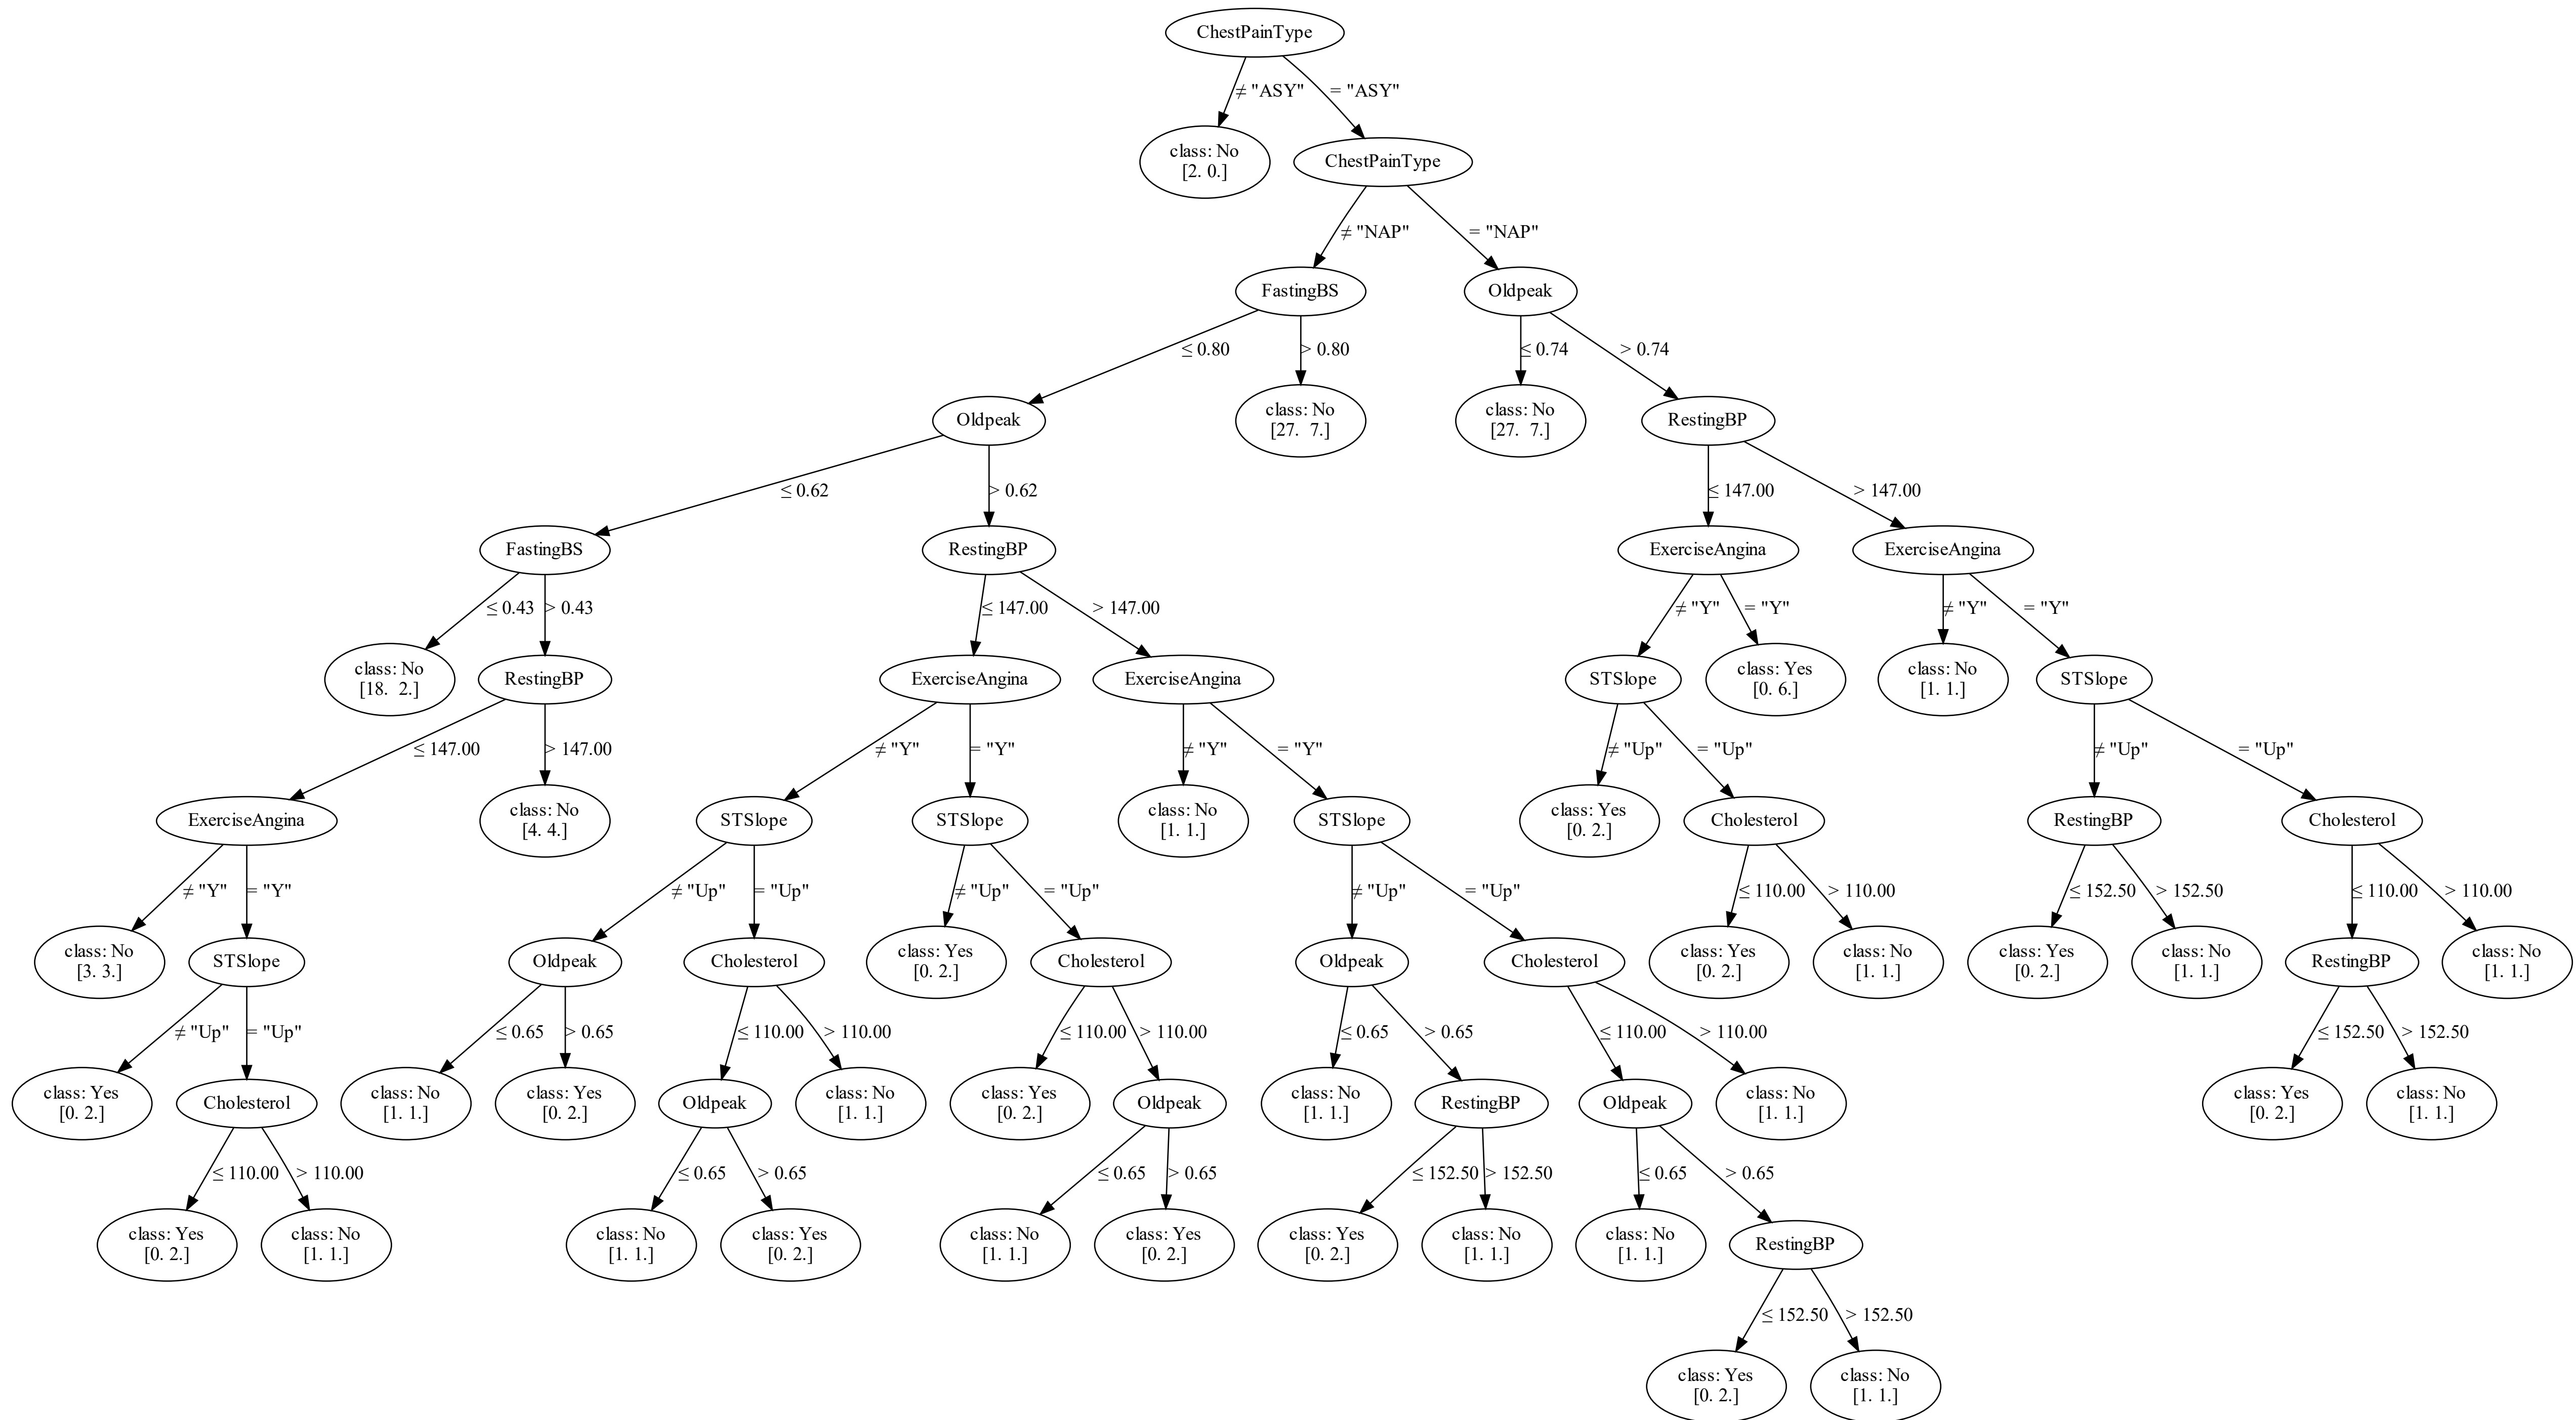 ChestPainType
≠ "ASY"
= "ASY"
class: No
[2. 0.]
ChestPainType
≠ "NAP"
= "NAP"
FastingBS
Oldpeak
≤ 0.80
> 0.80
≤ 0.74
> 0.74
Oldpeak
class: No
[27.  7.]
class: No
[27.  7.]
RestingBP
≤ 0.62
> 0.62
≤ 147.00
> 147.00
FastingBS
RestingBP
ExerciseAngina
ExerciseAngina
≤ 0.43
> 0.43
≤ 147.00
> 147.00
≠ "Y"
= "Y"
≠ "Y"
= "Y"
class: No
[18.  2.]
RestingBP
ExerciseAngina
ExerciseAngina
STSlope
class: Yes
[0. 6.]
class: No
[1. 1.]
STSlope
≤ 147.00
> 147.00
≠ "Y"
= "Y"
≠ "Y"
= "Y"
≠ "Up"
= "Up"
≠ "Up"
= "Up"
ExerciseAngina
class: No
[4. 4.]
STSlope
STSlope
class: No
[1. 1.]
STSlope
class: Yes
[0. 2.]
Cholesterol
RestingBP
Cholesterol
≠ "Y"
= "Y"
≠ "Up"
= "Up"
≠ "Up"
= "Up"
≠ "Up"
= "Up"
≤ 110.00
> 110.00
≤ 152.50
> 152.50
≤ 110.00
> 110.00
class: No
[3. 3.]
STSlope
Oldpeak
Cholesterol
class: Yes
[0. 2.]
Cholesterol
Oldpeak
Cholesterol
class: Yes
[0. 2.]
class: No
[1. 1.]
class: Yes
[0. 2.]
class: No
[1. 1.]
RestingBP
class: No
[1. 1.]
≠ "Up"
= "Up"
≤ 0.65
> 0.65
≤ 110.00
> 110.00
≤ 110.00
> 110.00
≤ 0.65
> 0.65
≤ 110.00
> 110.00
≤ 152.50
> 152.50
class: Yes
[0. 2.]
Cholesterol
class: No
[1. 1.]
class: Yes
[0. 2.]
Oldpeak
class: No
[1. 1.]
class: Yes
[0. 2.]
Oldpeak
class: No
[1. 1.]
RestingBP
Oldpeak
class: No
[1. 1.]
class: Yes
[0. 2.]
class: No
[1. 1.]
≤ 110.00
> 110.00
≤ 0.65
> 0.65
≤ 0.65
> 0.65
≤ 152.50
> 152.50
≤ 0.65
> 0.65
class: Yes
[0. 2.]
class: No
[1. 1.]
class: No
[1. 1.]
class: Yes
[0. 2.]
class: No
[1. 1.]
class: Yes
[0. 2.]
class: Yes
[0. 2.]
class: No
[1. 1.]
class: No
[1. 1.]
RestingBP
≤ 152.50
> 152.50
class: Yes
[0. 2.]
class: No
[1. 1.]